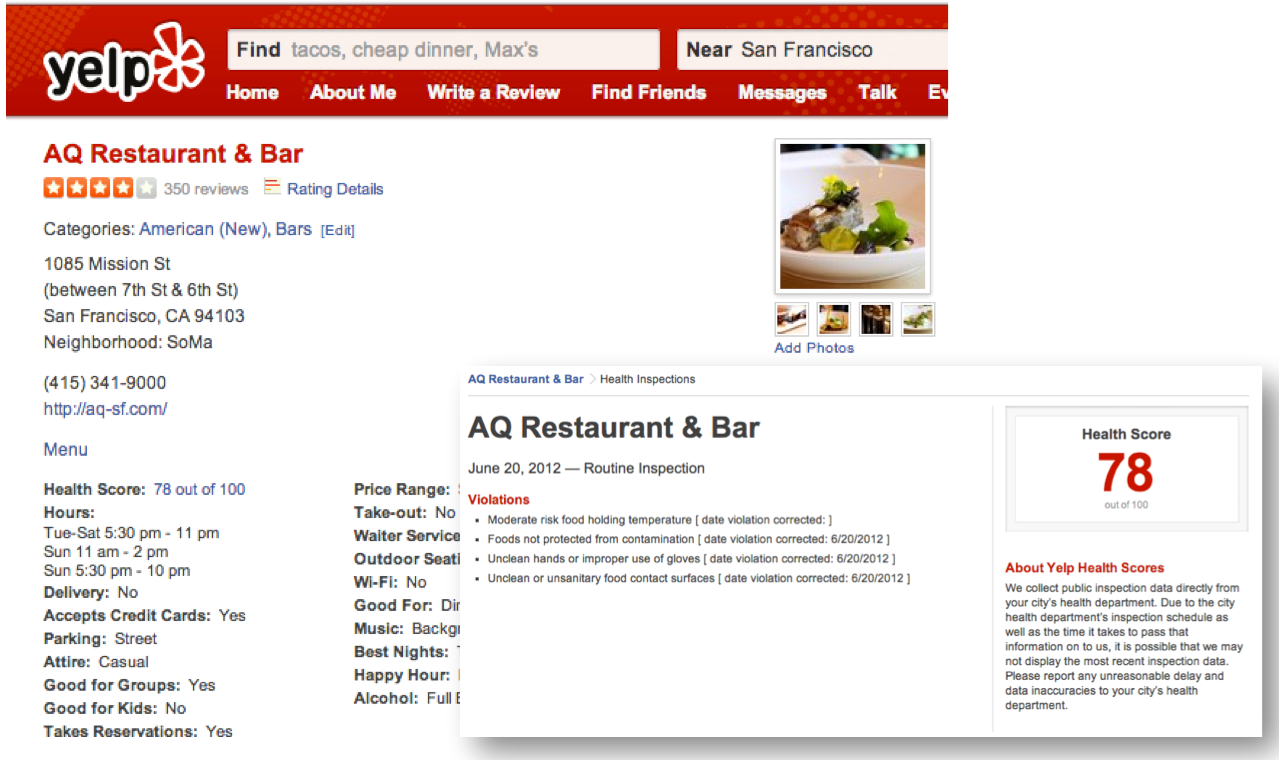 yelp
Find tacos, cheap dinner, Max's
Near San Francisco
Home About Me Write a Review Find Friends Messages Talk
AQ Restaurant & Bar
350 reviews Rating Details
Categories: American (New), Bars [Edit]
1085 Mission St
(between 7th St & 6th St)
San Francisco, CA 94103
Neighborhood: SoMa
(415) 341-9000
http://aq-sf.com/
Menu
Add Photos
Health Score: 78 out of 100
Hours:
Tue-Sat 5:30 pm - 11 pm
Sun 11 am - 2 pm
Sun 5:30 pm - 10 pm
Delivery: No
Accepts Credit Cards: Yes
Parking: Street
Attire: Casual
Good for Groups: Yes
Good for Kids: No
Takes Reservations: Yes
Price Range:
Take-out: No
Waiter Service
Outdoor
Wi-Fi: No
Good For:
Music:
Best Nights:
Happy Hour:
Alcohol: Full
AQ Restaurant & Bar > Health Inspections
AQ Restaurant & Bar
June 20, 2012 — Routine Inspection
Violations
▪ Moderate risk food holding temperature [ date violation corrected: ]
▪ Foods not protected from contamination [ date violation corrected: 6/20/2012 ]
▪ Unclean hands or improper use of gloves [ date violation corrected: 6/20/2012 ]
▪ Unclean or unsanitary food contact surfaces [ date violation corrected: 6/20/2012 ]
Health Score
78
out of 100
About Yelp Health Scores
We collect public inspection data directly from
your city's health department. Due to the city
health department's inspection schedule as
well as the time it takes to pass that
information on to us, it is possible that we may
not display the most recent inspection data.
Please report any unreasonable delay and
data inaccuracies to your city's health
department.